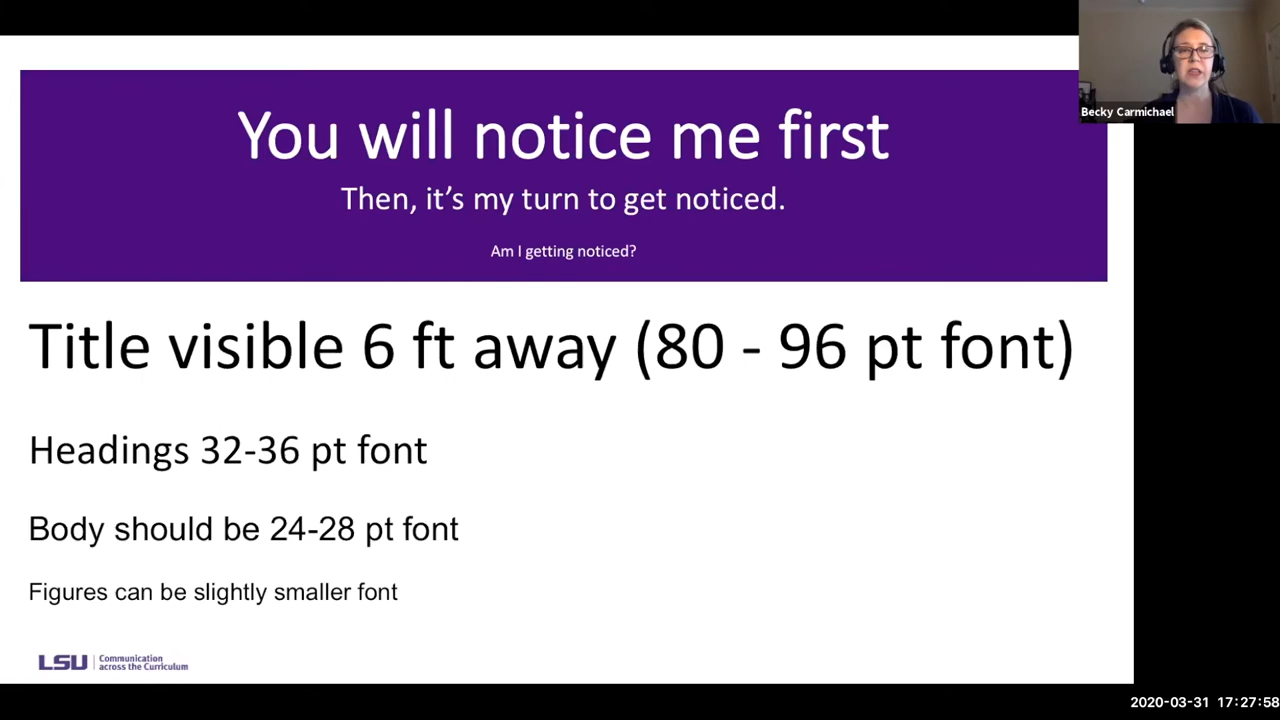 You will notice me first
Then, it’s my turn to get noticed.
Am I getting noticed?
Becky Carmichael
Title visible 6 ft away (80 - 96 pt font)
Headings 32-36 pt font
Body should be 24-28 pt font
Figures can be slightly smaller font
LSU
Communication
across the Curriculum
2020-03-31 17:27:58